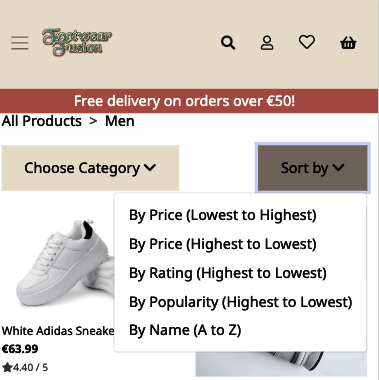 Footwear
Fusion
Free delivery on orders over €50!
All Products > Men
Choose Category
Sort by
By Price (Lowest to Highest)
By Price (Highest to Lowest)
By Rating (Highest to Lowest)
By Popularity (Highest to Lowest)
By Name (A to Z)
White Adidas Sneake
€63.99
4.40 / 5